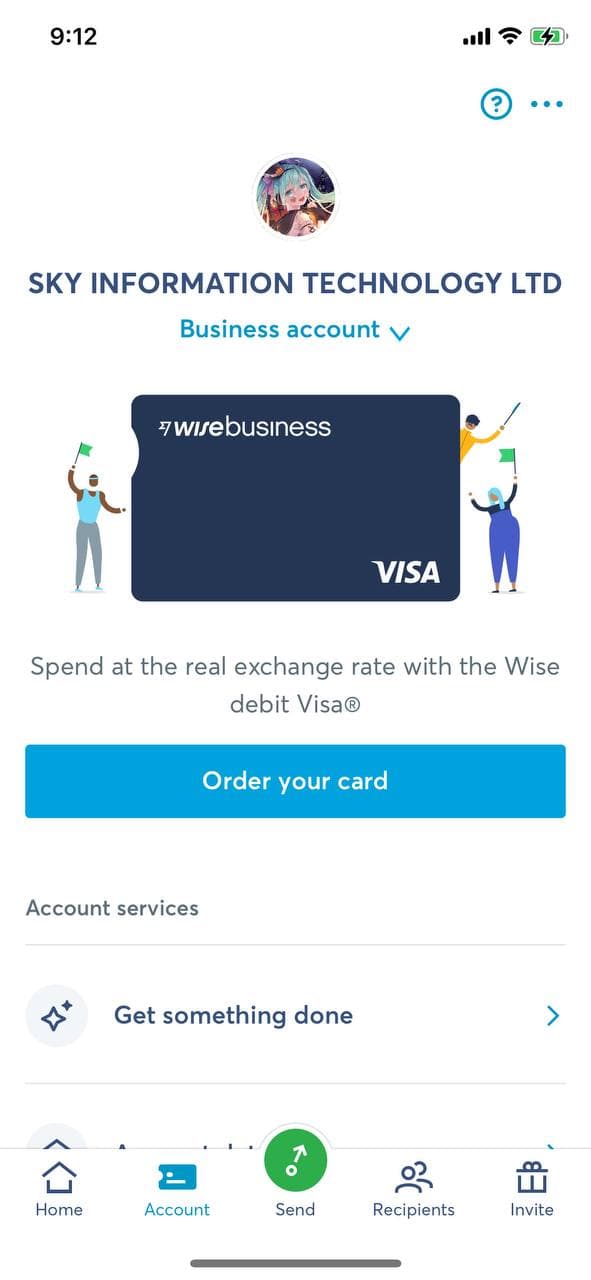 9:12
SKY INFORMATION TECHNOLOGY LTD
Business account
wisebusiness
VISA
Spend at the real exchange rate with the Wise
debit Visa®
Order your card
Account services
Get something done
Home
Account
Send
Recipients
Invite